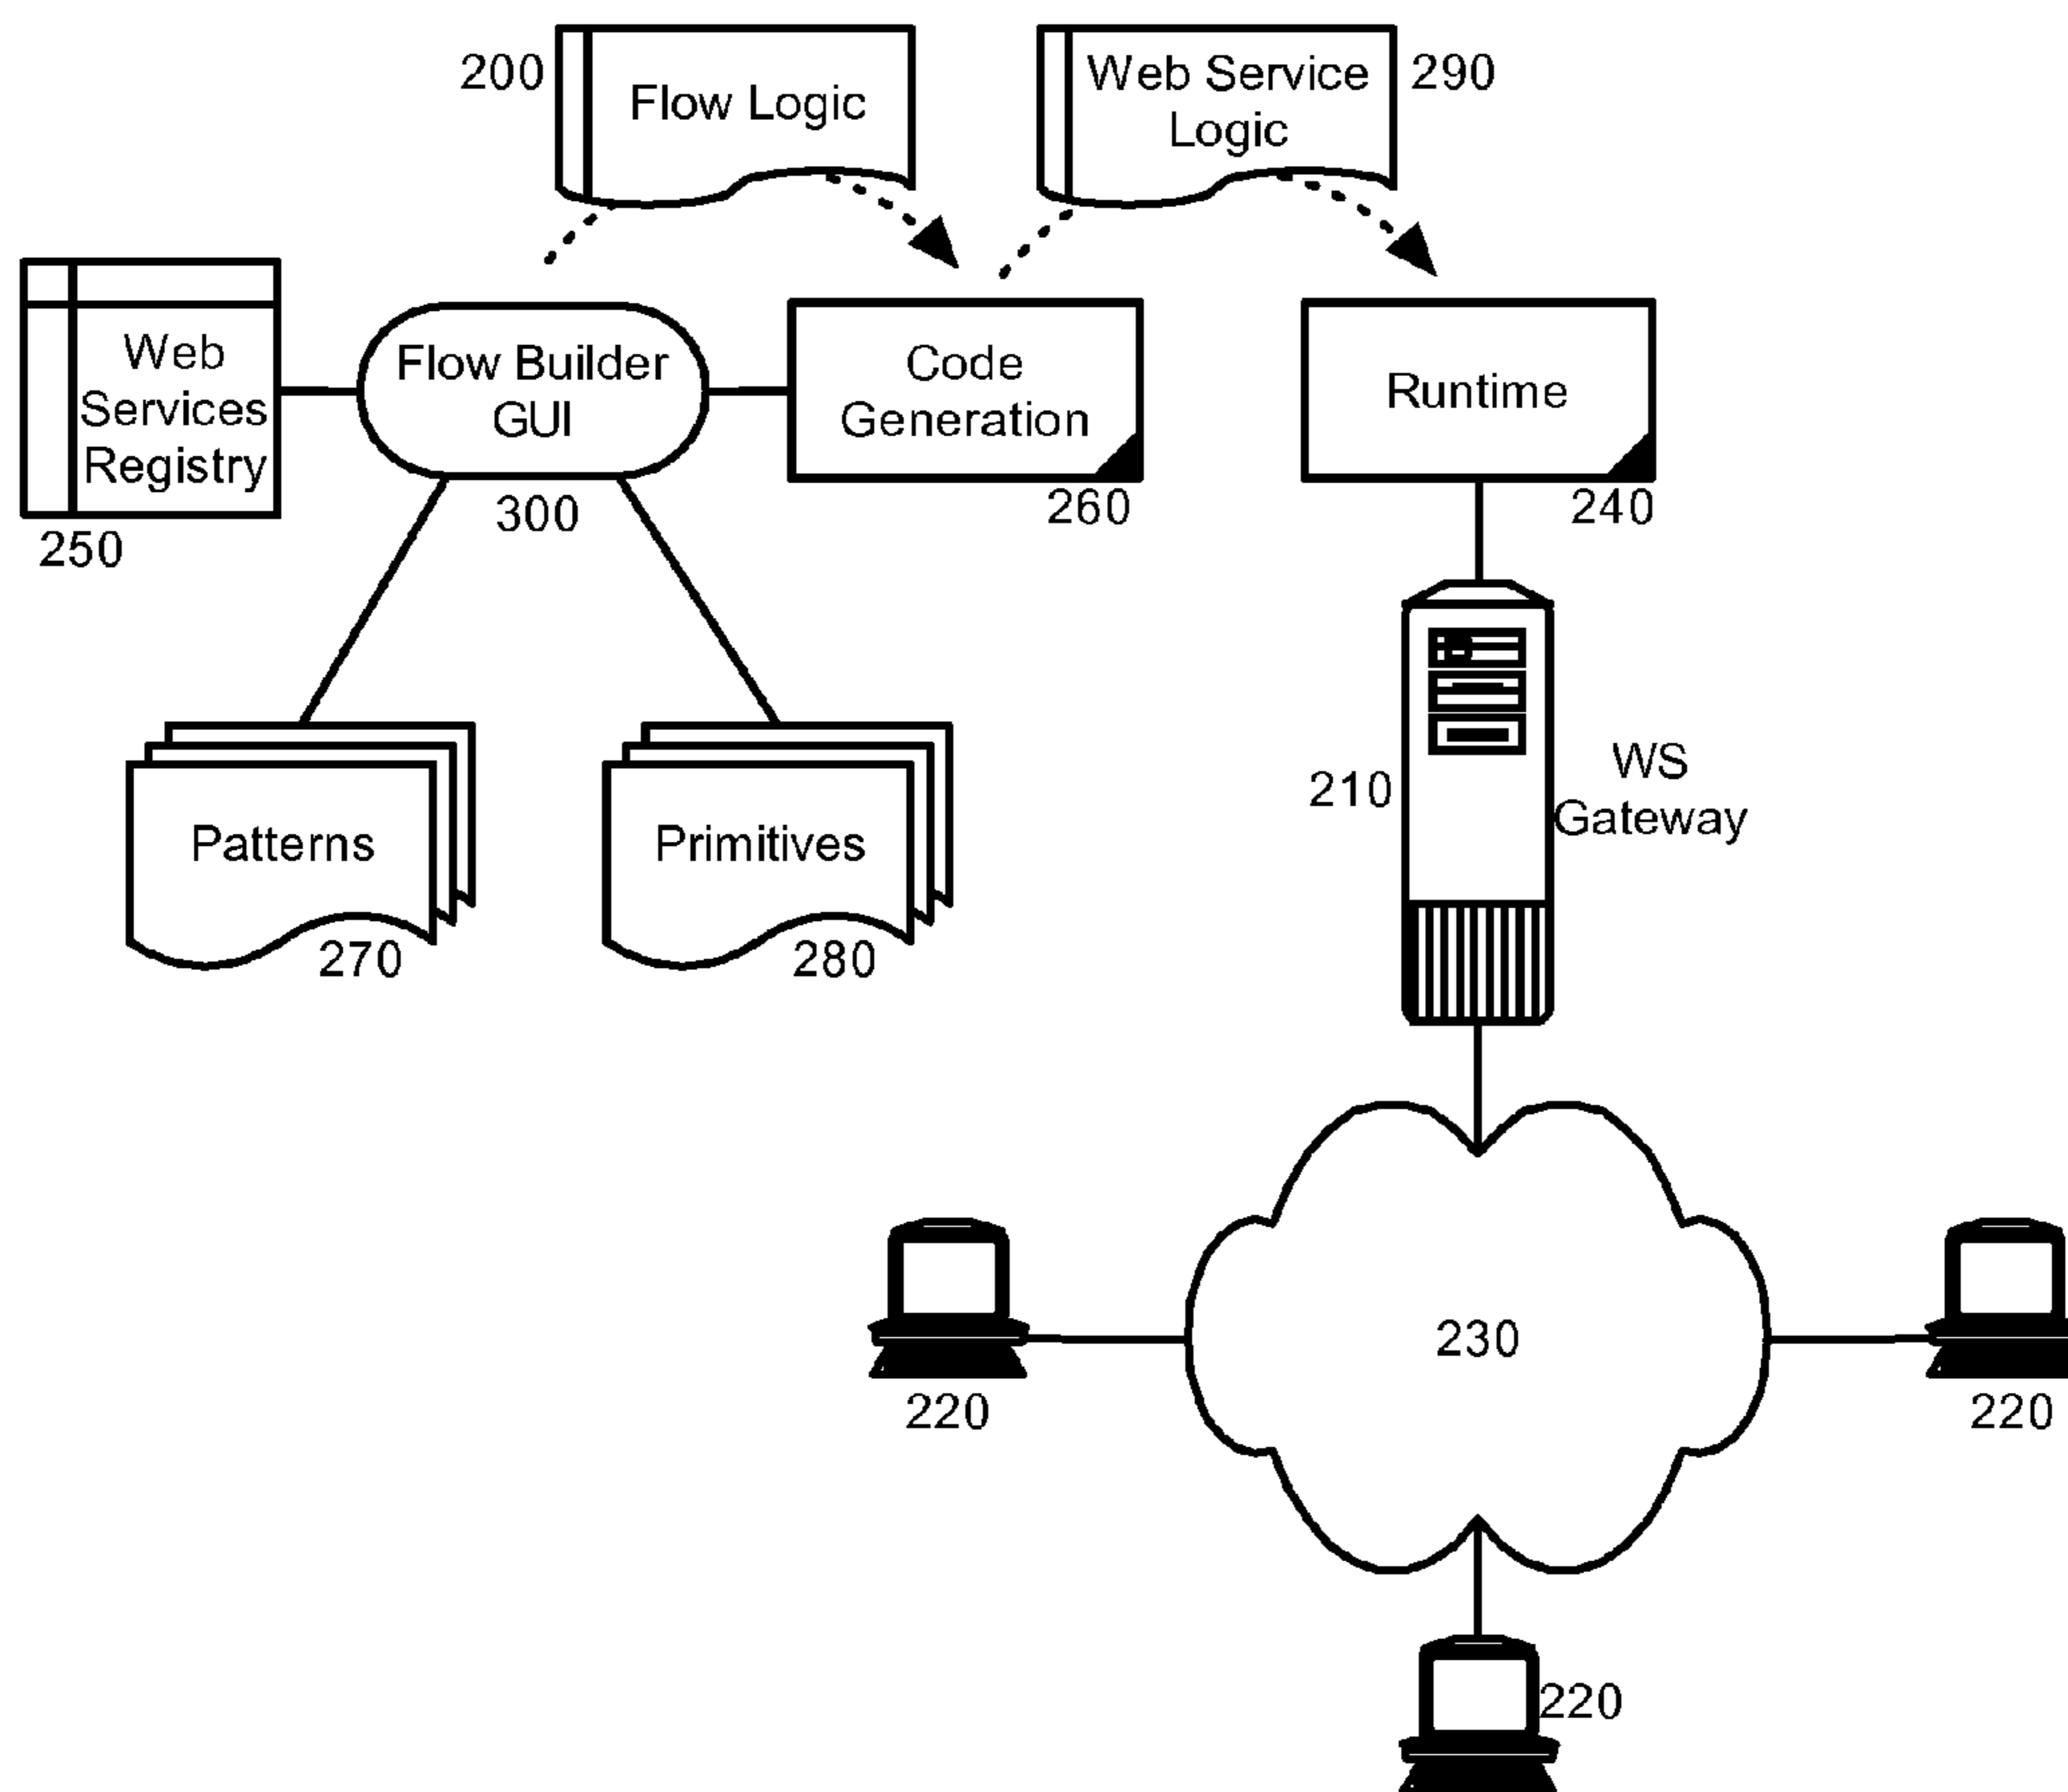 200
Flow Logic
Web Service
Logic
290
Web
Services
Registry
250
Flow Builder
GUI
300
Code
Generation
260
Runtime
240
Patterns
270
Primitives
280
210
WS
Gateway
230
220
220
220